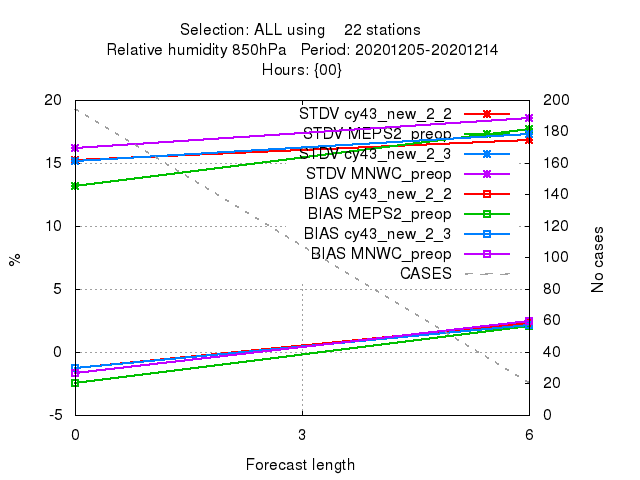 Selection: ALL using 22 stations
Relative humidity 850hPa Period: 20201205-20201214
Hours: {00}
20
15
10
5
0
-5
%
200
180
160
140
120
100
80
60
40
20
0
No cases
STDV cy43_new_2_2
STDV MEPS2_preop
STDV cy43_new_2_3
STDV MNWC_preop
BIAS cy43_new_2_2
BIAS MEPS2_preop
BIAS cy43_new_2_3
BIAS MNWC_preop
CASES
0 3 6
Forecast length